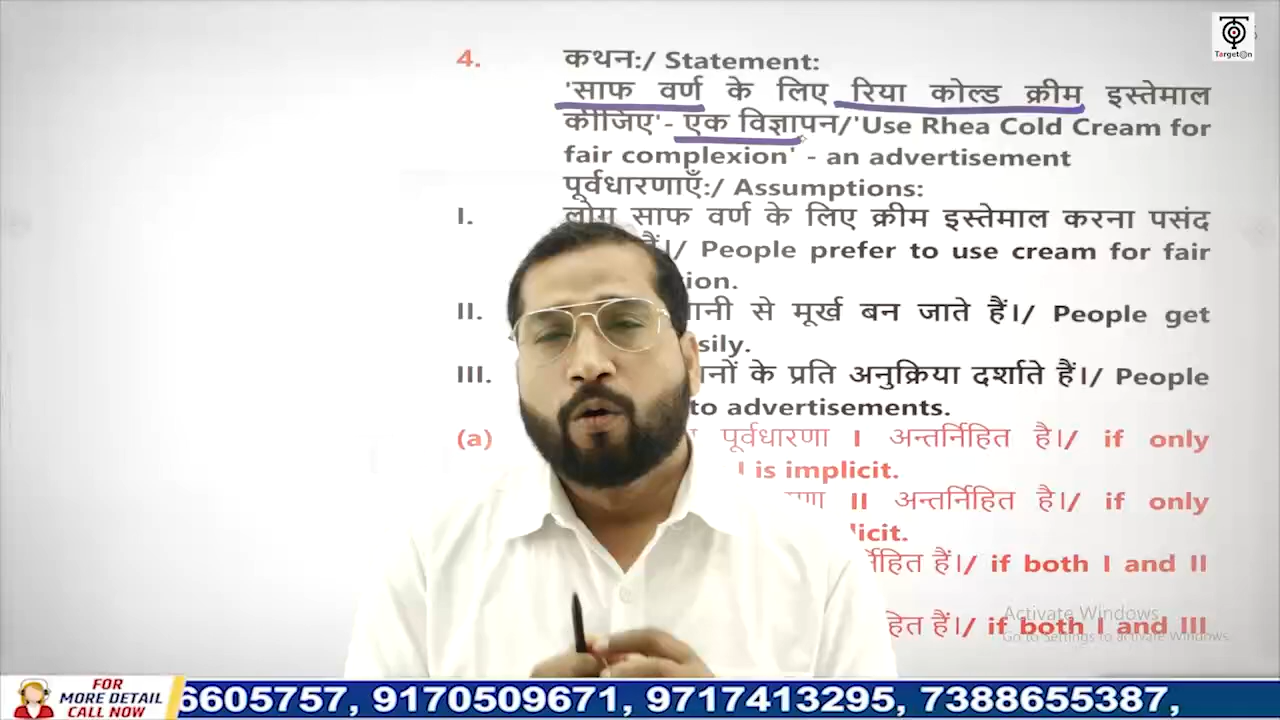 Target@n
4. कथन:/ Statement:
'साफ वर्ण के लिए रिया कोल्ड क्रीम इस्तेमाल
कीजिए'- एक विज्ञापन/'Use Rhea Cold Cream for
fair complexion' - an advertisement
पूर्वधारणाएँ:/ Assumptions:
I. लोग साफ वर्ण के लिए क्रीम इस्तेमाल करना पसंद
हैं।/ People prefer to use cream for fair
ion.
II. नी से मूर्ख बन जाते हैं।/ People get
sily.
III. नों के प्रति अनुक्रिया दर्शाते हैं।/ People
to advertisements.
(a) पूर्वधारणा I अन्तर्निहित है।/ if only
I is implicit.
II अन्तर्निहित है।/ if only
icit.
हित हैं।/ if both I and II
हित हैं।/ if both I and III
Activate Windows
Go to Settings to activate Windows.
FOR
MORE DETAIL
CALL NOW
6605757, 9170509671, 9717413295, 7388655387,